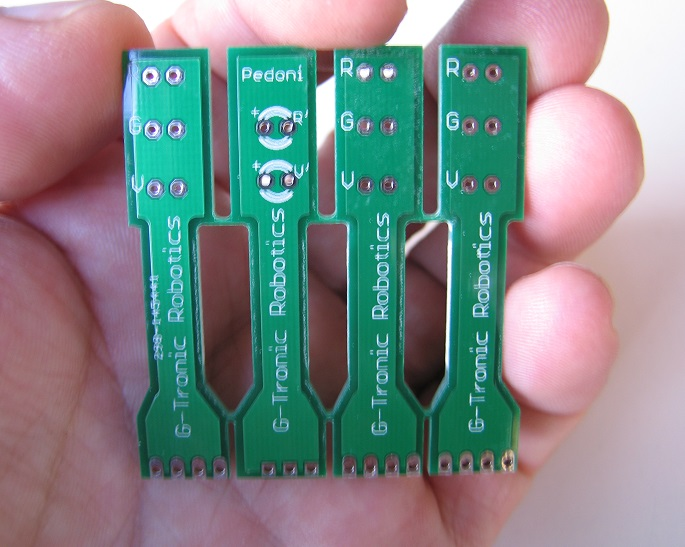 G
V
G-Tronic Robotics
Pedoni
+
R'
+
V'
G-Tronic Robotics
R
G
V
G-Tronic Robotics
R
G
V
G-Tronic Robotics